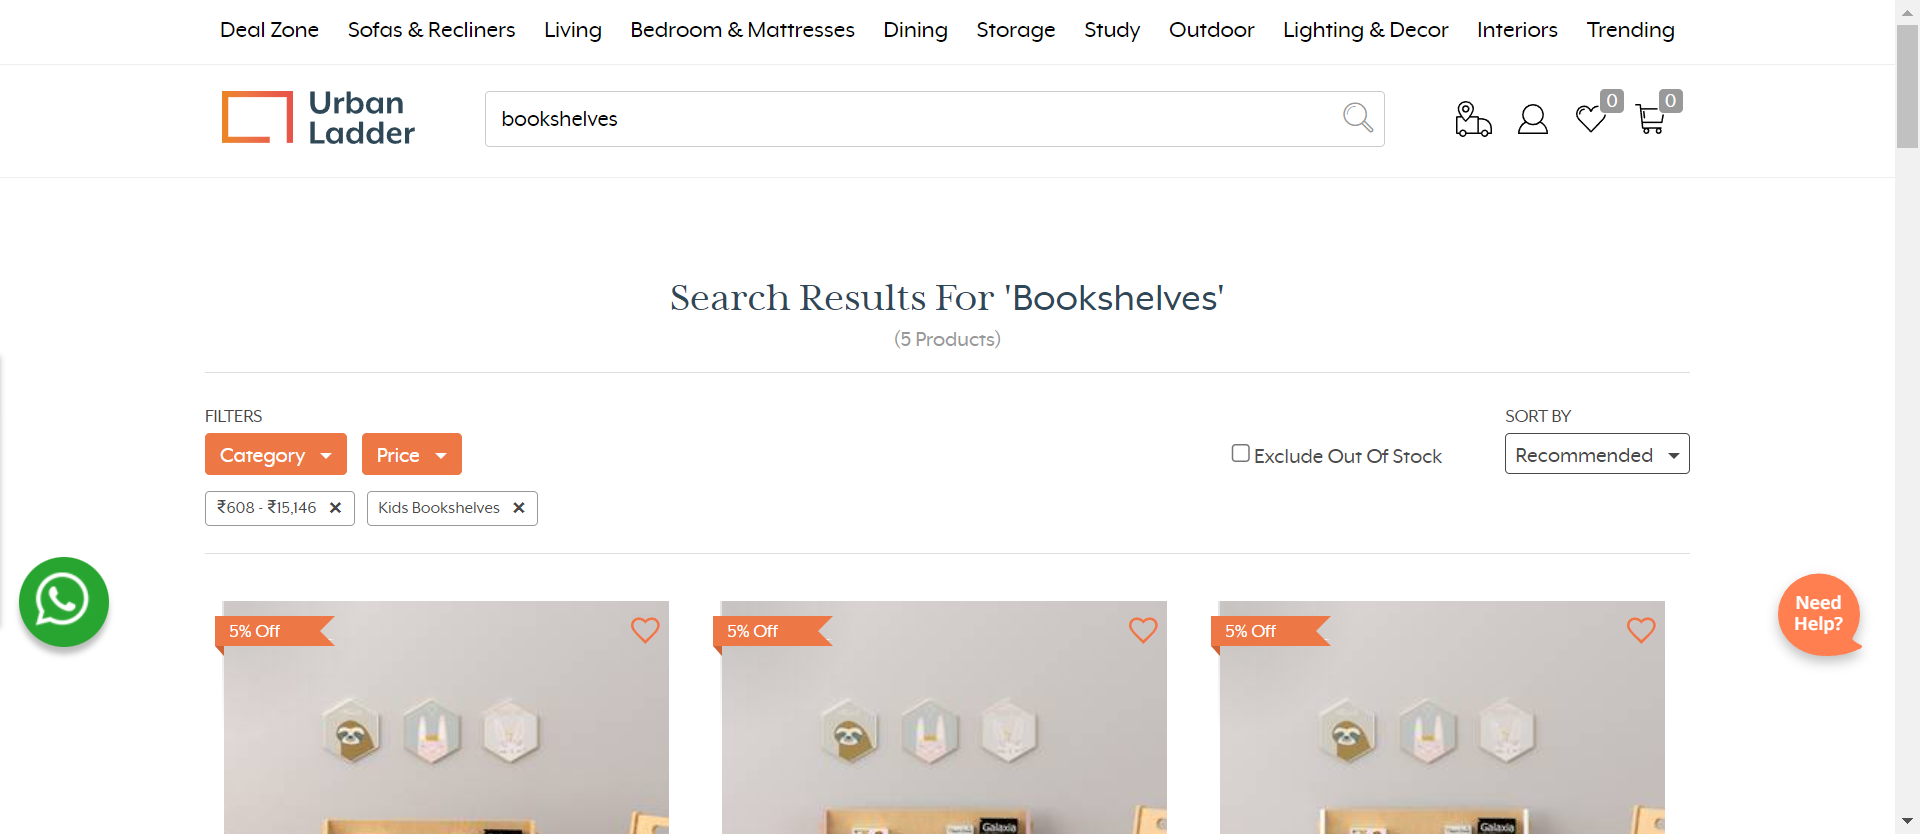 Deal Zone Sofas & Recliners Living Bedroom & Mattresses Dining Storage Study Outdoor Lighting & Decor Interiors Trending
Urban
Ladder
bookshelves
0
0
Search Results For 'Bookshelves'
(5 Products)
FILTERS
SORT BY
Category
Price
Exclude Out Of Stock
Recommended
₹608 - ₹15,146 ✕
Kids Bookshelves ✕
Need
Help?
5% Off
5% Off
5% Off
Galaxia
Galaxia